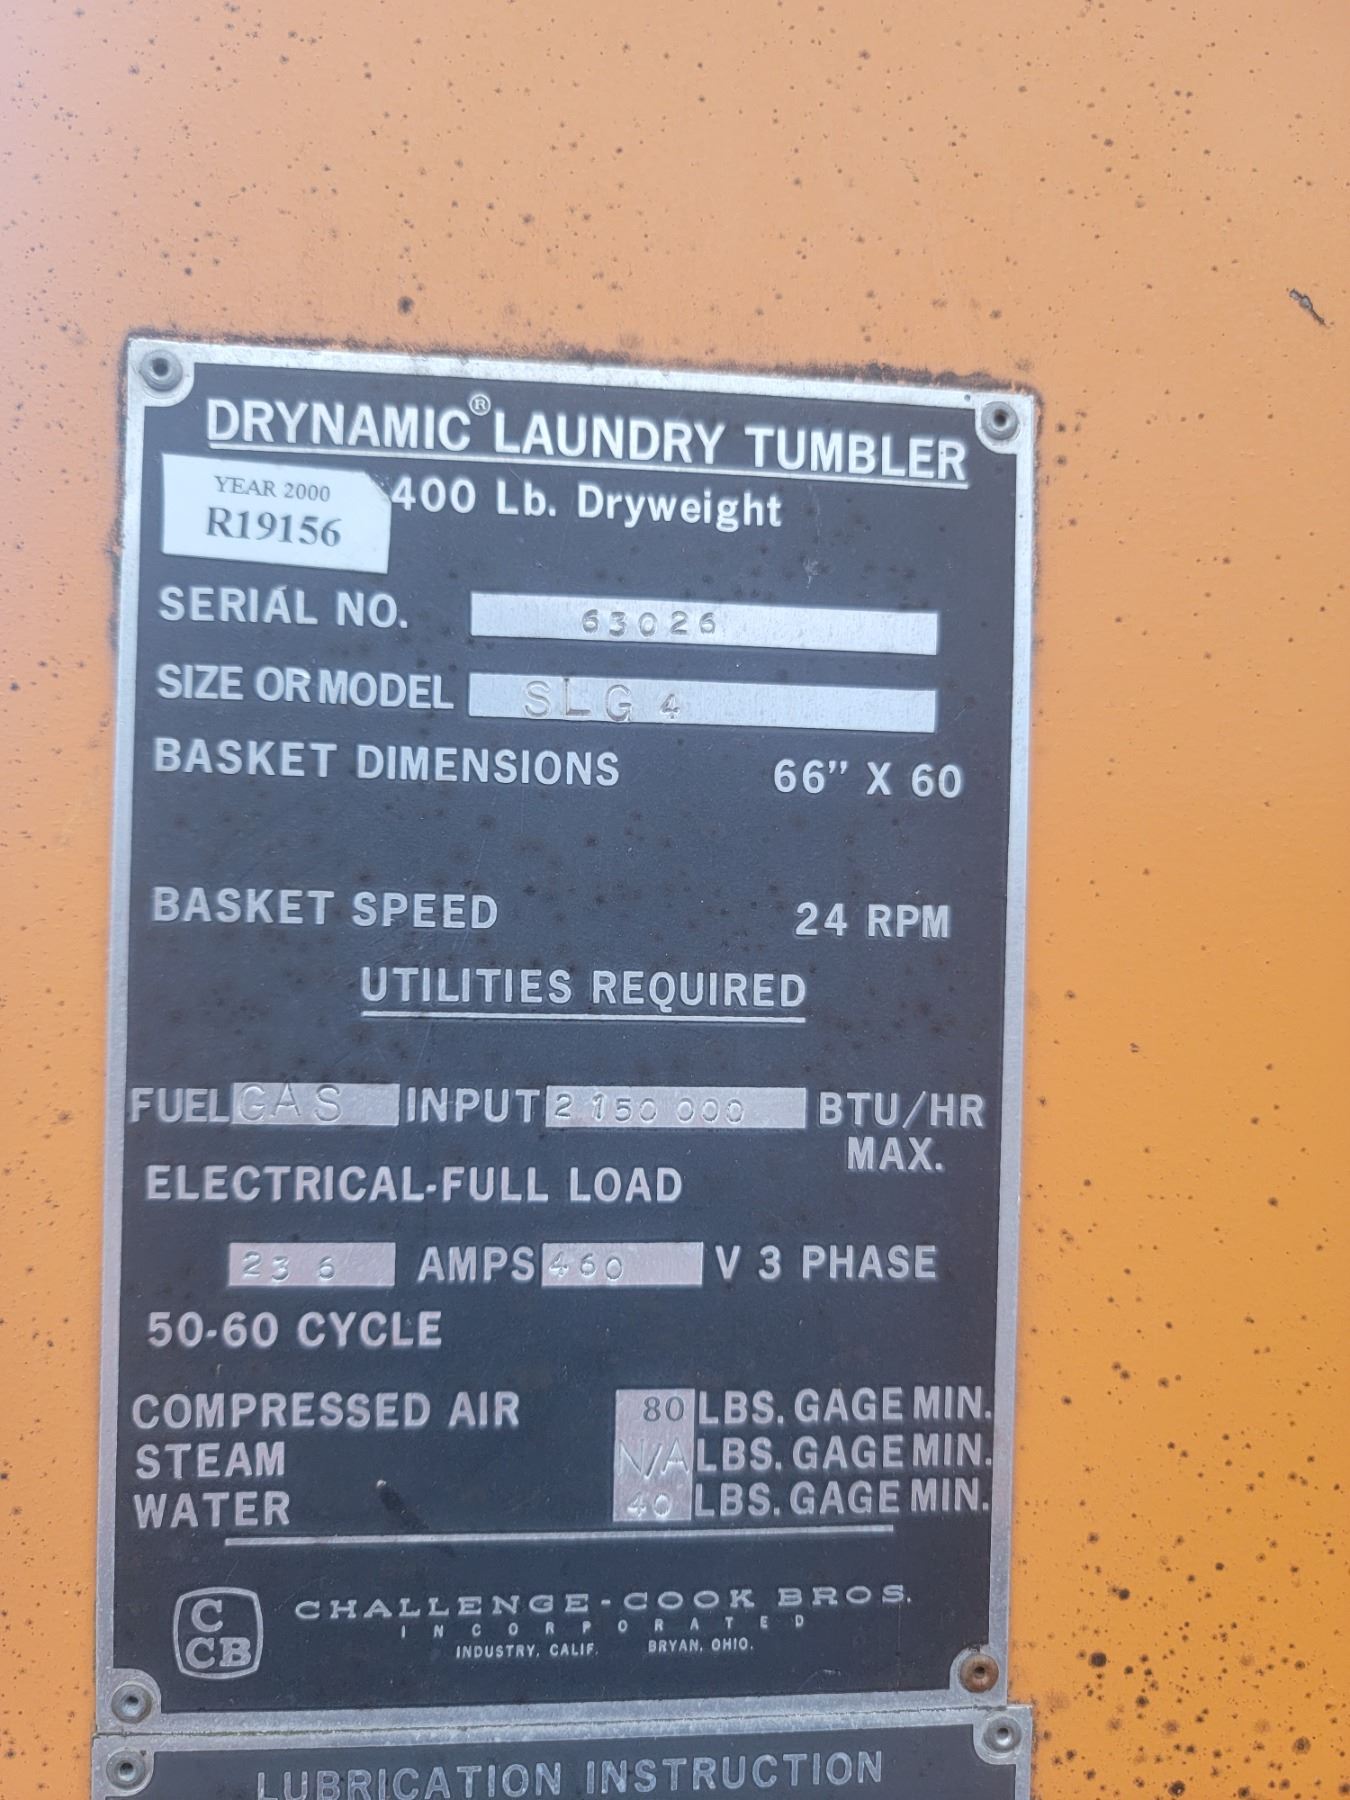 DRYNAMIC® LAUNDRY TUMBLER
YEAR 2000
R19156
400 Lb. Dryweight
SERIAL NO. 63026
SIZE OR MODEL SLG 4
BASKET DIMENSIONS 66" X 60
BASKET SPEED 24 RPM
UTILITIES REQUIRED
FUEL GAS INPUT 2 150 000 BTU/HR
MAX.
ELECTRICAL-FULL LOAD
23 6 AMPS 460 V 3 PHASE
50-60 CYCLE
COMPRESSED AIR 80 LBS. GAGE MIN.
STEAM N/A LBS. GAGE MIN.
WATER 40 LBS. GAGE MIN.
C
CB
CHALLENGE-COOK BROS.
INCORPORATED
INDUSTRY, CALIF. BRYAN, OHIO.
LUBRICATION INSTRUCTION